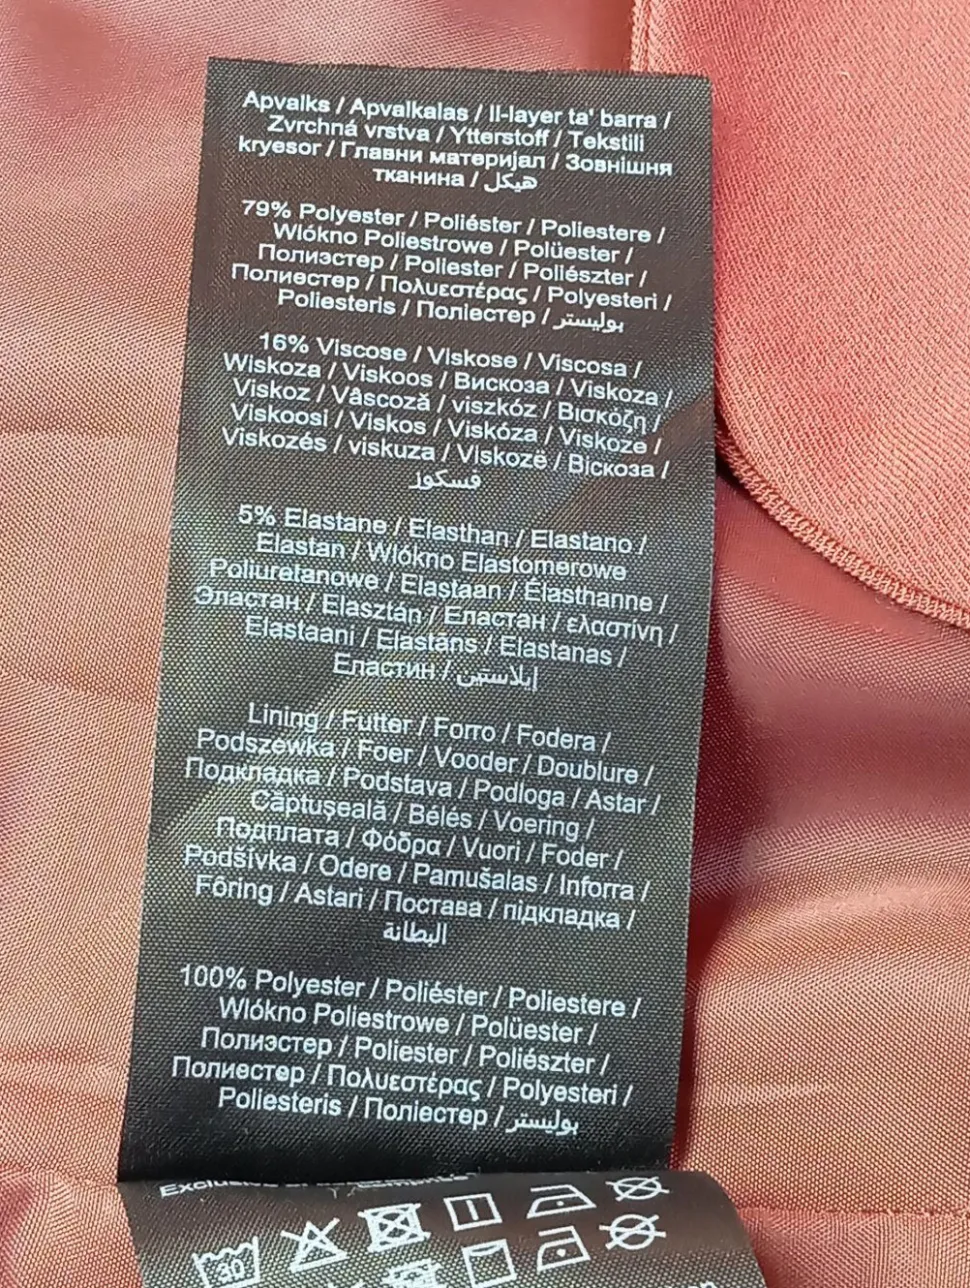 Apvalks / Apvalkalas / Il-layer ta' barra /
Zvrchná vrstva / Ytterstoff / Tekstili
kryesor / Главни материјал / Зовнішня
тканина / هيكل
79% Polyester / Poliéster / Poliestere /
Wlókno Poliestrowe / Polüester /
Полиэстер / Poliester / Poliészter /
Полиестер / Πολυεστέρας / Polyesteri /
Poliesteris / Поліестер / بوليستر
16% Viscose / Viskose / Viscosa /
Wiskoza / Viskoos / Вискоза / Viskoza /
Viskoz / Vâscoză / viszkóz / Βισκόζη /
Viskoosi / Viskos / Viskóza / Viskoze /
Viskozés / viskuza / Viskozë / Віскоза /
فسكوز
5% Elastane / Elasthan / Elastano /
Elastan / Wlókno Elastomerowe
Poliuretanowe / Elastaan / Élasthanne /
Эластан / Elasztán / Еластан / ελαστίνη /
Elastaani / Elastāns / Elastanas /
Еластин / إيلاستين
Lining / Futter / Forro / Fodera /
Podszewka / Foer / Vooder / Doublure /
Подкладка / Podstava / Podloga / Astar /
Căptușeală / Bélés / Voering /
Подплата / Φόδρα / Vuori / Foder /
Podšívka / Odere / Pamušalas / Inforra /
Fôring / Astari / Постава / підкладка /
البطانة
100% Polyester / Poliéster / Poliestere /
Wlókno Poliestrowe / Polüester /
Полиэстер / Poliester / Poliészter /
Полиестер / Πολυεστέρας / Polyesteri /
Poliesteris / Поліестер / بوليستر
30